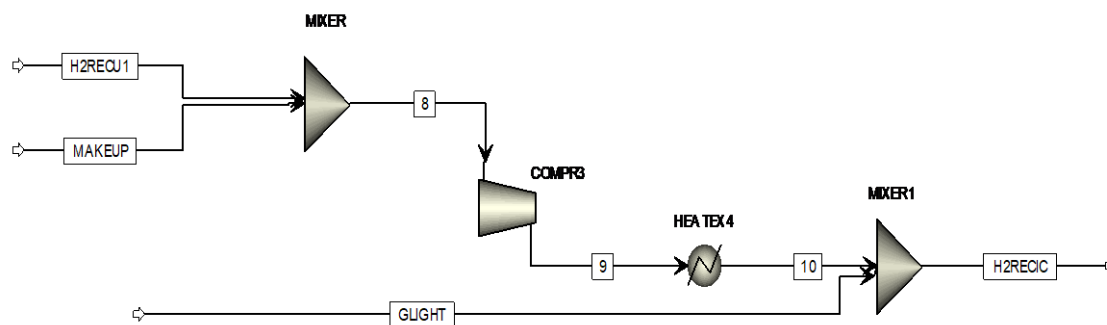 MIXER
H2RECU1
8
MAKEUP
COMPR3
MIXER1
HEATEX4
9
10
H2RECIC
GLIGHT